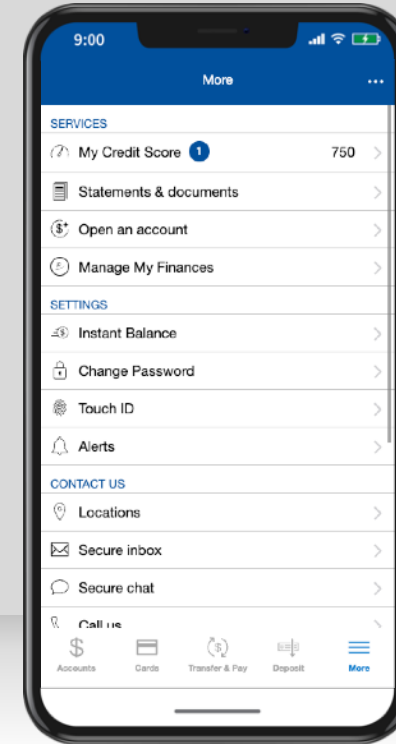 9:00
More
SERVICES
My Credit Score 1 750
Statements & documents
Open an account
Manage My Finances
SETTINGS
Instant Balance
Change Password
Touch ID
Alerts
CONTACT US
Locations
Secure inbox
Secure chat
Call us
Accounts Cards Transfer & Pay Deposit More